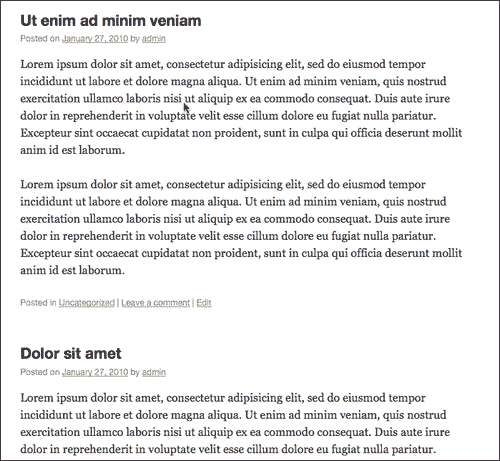 Ut enim ad minim veniam
Posted on January 27, 2010 by admin
Lorem ipsum dolor sit amet, consectetur adipisicing elit, sed do eiusmod tempor
incididunt ut labore et dolore magna aliqua. Ut enim ad minim veniam, quis nostrud
exercitation ullamco laboris nisi ut aliquip ex ea commodo consequat. Duis aute irure
dolor in reprehenderit in voluptate velit esse cillum dolore eu fugiat nulla pariatur.
Excepteur sint occaecat cupidatat non proident, sunt in culpa qui officia deserunt mollit
anim id est laborum.
Lorem ipsum dolor sit amet, consectetur adipisicing elit, sed do eiusmod tempor
incididunt ut labore et dolore magna aliqua. Ut enim ad minim veniam, quis nostrud
exercitation ullamco laboris nisi ut aliquip ex ea commodo consequat. Duis aute irure
dolor in reprehenderit in voluptate velit esse cillum dolore eu fugiat nulla pariatur.
Excepteur sint occaecat cupidatat non proident, sunt in culpa qui officia deserunt mollit
anim id est laborum.
Posted in Uncategorized | Leave a comment | Edit
Dolor sit amet
Posted on January 27, 2010 by admin
Lorem ipsum dolor sit amet, consectetur adipisicing elit, sed do eiusmod tempor
incididunt ut labore et dolore magna aliqua. Ut enim ad minim veniam, quis nostrud
exercitation ullamco laboris nisi ut aliquip ex ea commodo consequat. Duis aute irure
dolor in reprehenderit in voluptate velit esse cillum dolore eu fugiat nulla pariatur.